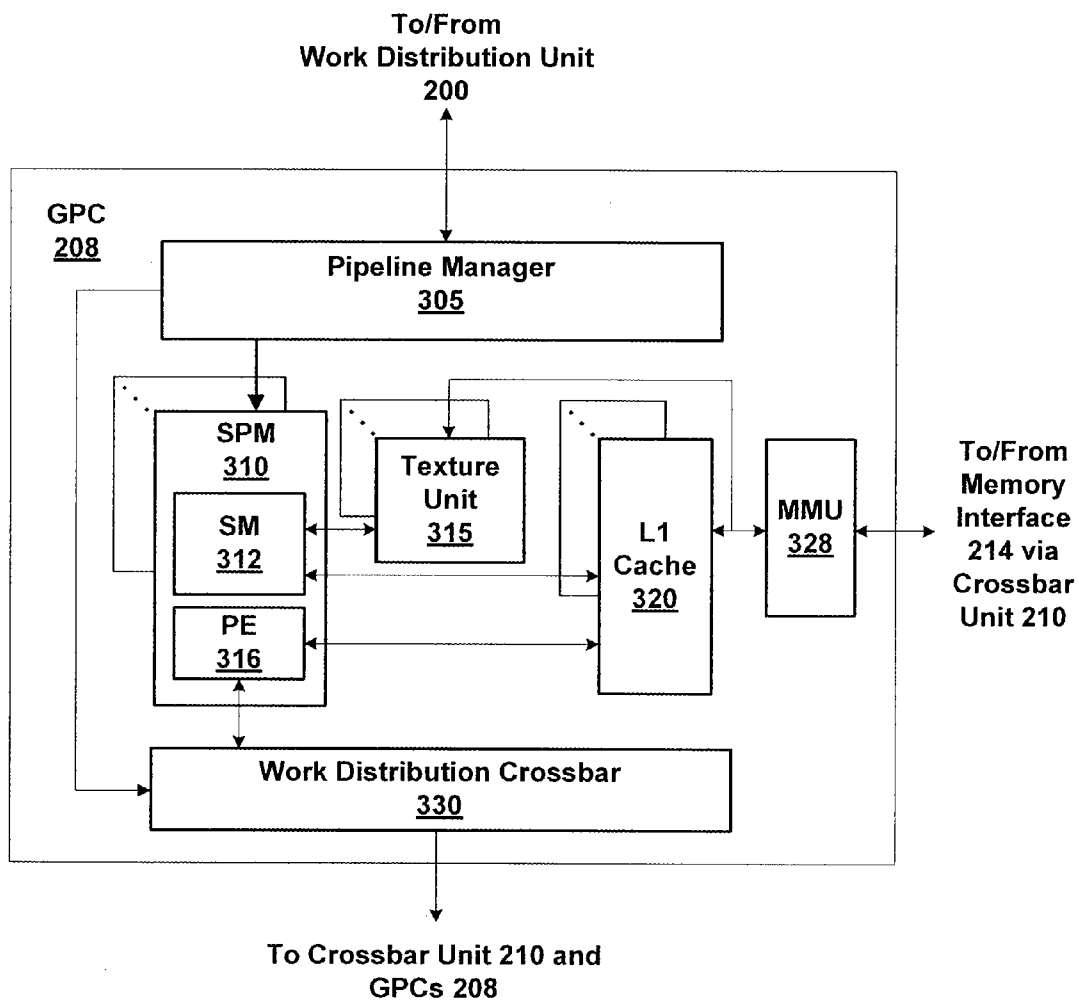 To/From
Work Distribution Unit
200
GPC
208
Pipeline Manager
305
SPM
310
SM
312
PE
316
Texture
Unit
315
L1
Cache
320
MMU
328
To/From
Memory
Interface
214 via
Crossbar
Unit 210
Work Distribution Crossbar
330
To Crossbar Unit 210 and
GPCs 208